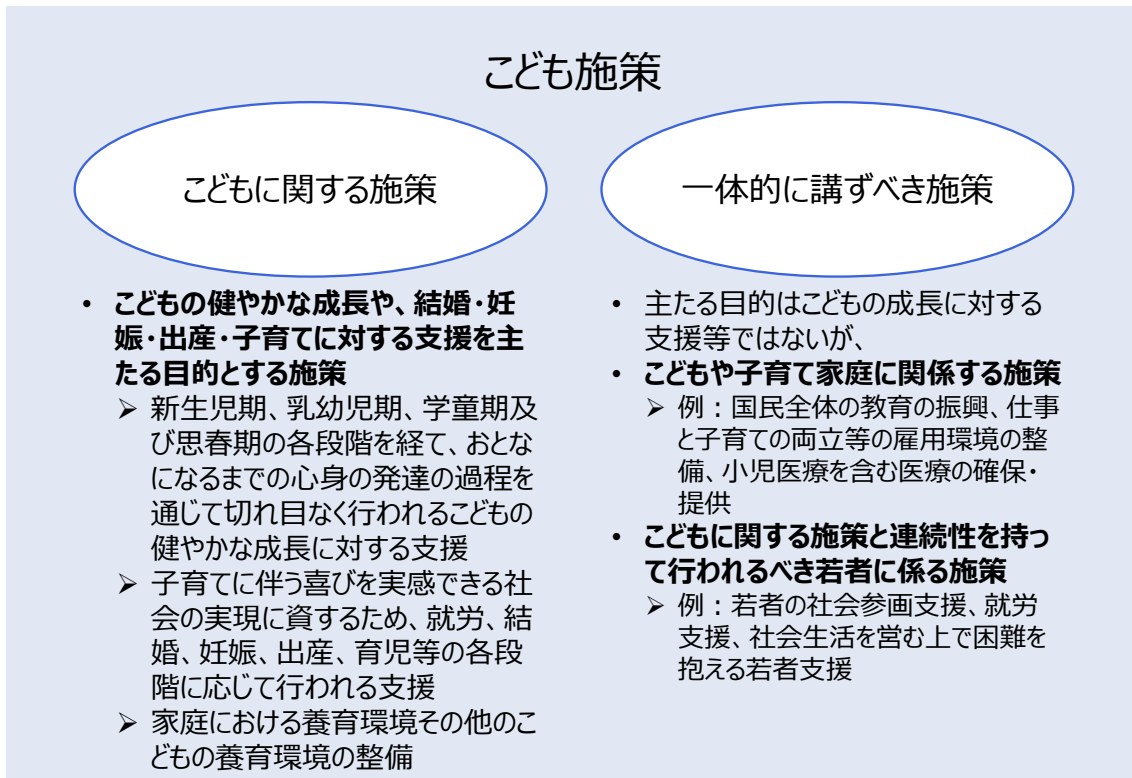 こども施策
こどもに関する施策
• こどもの健やかな成長や、結婚・妊
娠・出産・子育てに対する支援を主
たる目的とする施策
➢ 新生児期、乳幼児期、学童期及
び思春期の各段階を経て、おとな
になるまでの心身の発達の過程を
通じて切れ目なく行われるこどもの
健やかな成長に対する支援
➢ 子育てに伴う喜びを実感できる社
会の実現に資するため、就労、結
婚、妊娠、出産、育児等の各段
階に応じて行われる支援
➢ 家庭における養育環境その他のこ
どもの養育環境の整備
一体的に講ずべき施策
• 主たる目的はこどもの成長に対する
支援等ではないが、
• こどもや子育て家庭に関係する施策
➢ 例：国民全体の教育の振興、仕事
と子育ての両立等の雇用環境の整
備、小児医療を含む医療の確保・
提供
• こどもに関する施策と連続性を持っ
て行われるべき若者に係る施策
➢ 例：若者の社会参画支援、就労
支援、社会生活を営む上で困難を
抱える若者支援